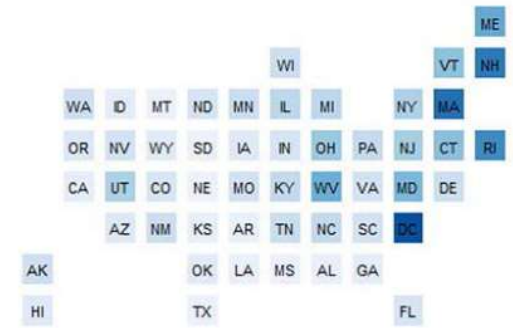 ME
WI VT NH
WA ID MT ND MN IL MI NY MA
OR NV WY SD IA IN OH PA NJ CT RI
CA UT CO NE MO KY WV VA MD DE
AZ NM KS AR TN NC SC DC
AK OK LA MS AL GA
HI TX FL